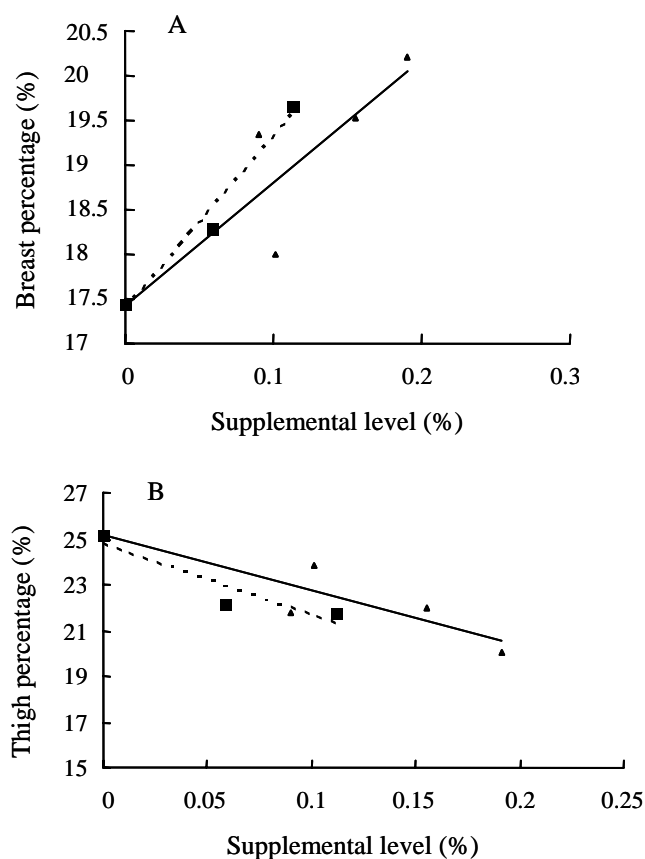 A
20.5
20
19.5
19
18.5
18
17.5
17
Breast percentage (%)
0 0.1 0.2 0.3
Supplemental level (%)
B
27
25
23
21
19
17
15
Thigh percentage (%)
0 0.05 0.1 0.15 0.2 0.25
Supplemental level (%)